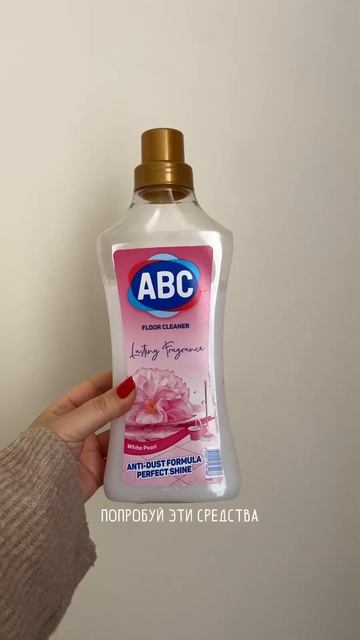 ABC
FLOOR CLEANER
Lasting Fragrance
White Pearl
ANTI-DUST FORMULA
PERFECT SHINE
ПОПРОБУЙ ЭТИ СРЕДСТВА